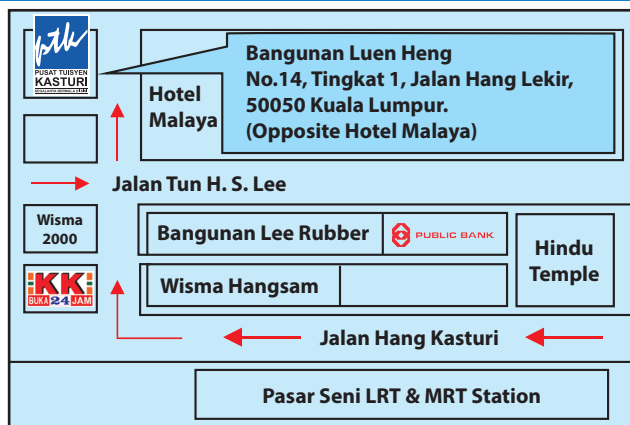 ptk
PUSAT TUISYEN
KASTURI
Bangunan Luen Heng
No.14, Tingkat 1, Jalan Hang Lekir,
50050 Kuala Lumpur.
(Opposite Hotel Malaya)
Hotel
Malaya
Jalan Tun H. S. Lee
Wisma
2000
Bangunan Lee Rubber
PUBLIC BANK
Hindu
Temple
KK
BUKA 24 JAM
Wisma Hangsam
Jalan Hang Kasturi
Pasar Seni LRT & MRT Station